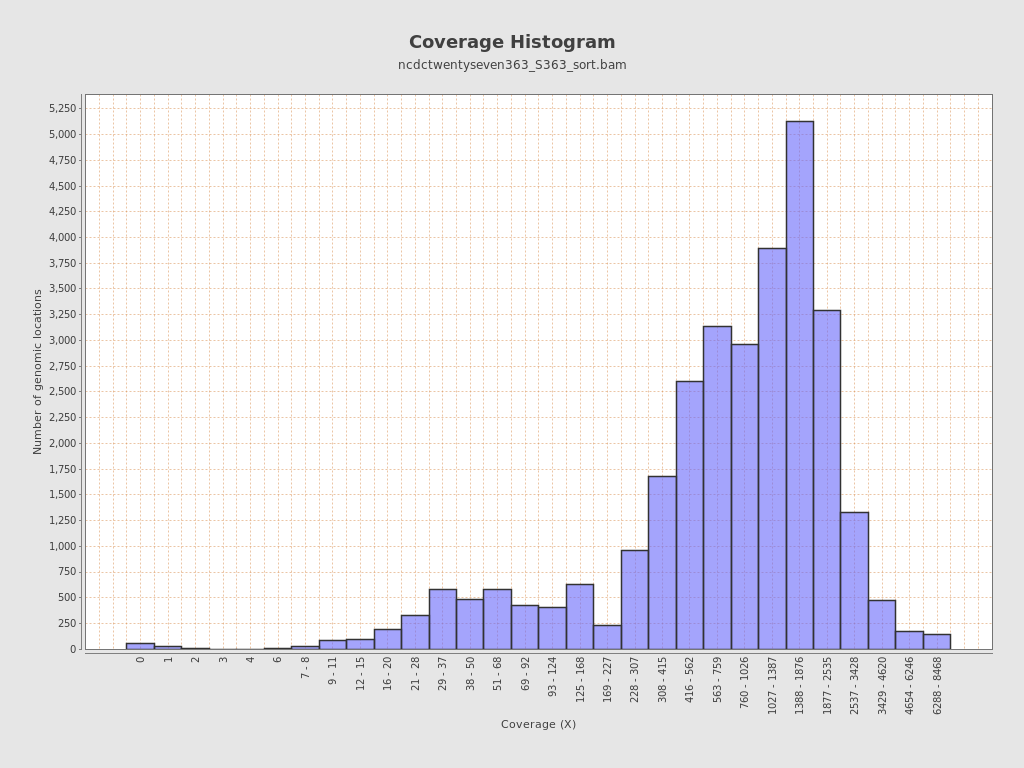 Coverage Histogram
ncdctwentyseven363_S363_sort.bam
Number of genomic locations
5,250
5,000
4,750
4,500
4,250
4,000
3,750
3,500
3,250
3,000
2,750
2,500
2,250
2,000
1,750
1,500
1,250
1,000
750
500
250
0
0
1
2
3
4
6
7 - 8
9 - 11
12 - 15
16 - 20
21 - 28
29 - 37
38 - 50
51 - 68
69 - 92
93 - 124
125 - 168
169 - 227
228 - 307
308 - 415
416 - 562
563 - 759
760 - 1026
1027 - 1387
1388 - 1876
1877 - 2535
2537 - 3428
3429 - 4620
4654 - 6246
6288 - 8468
Coverage (X)